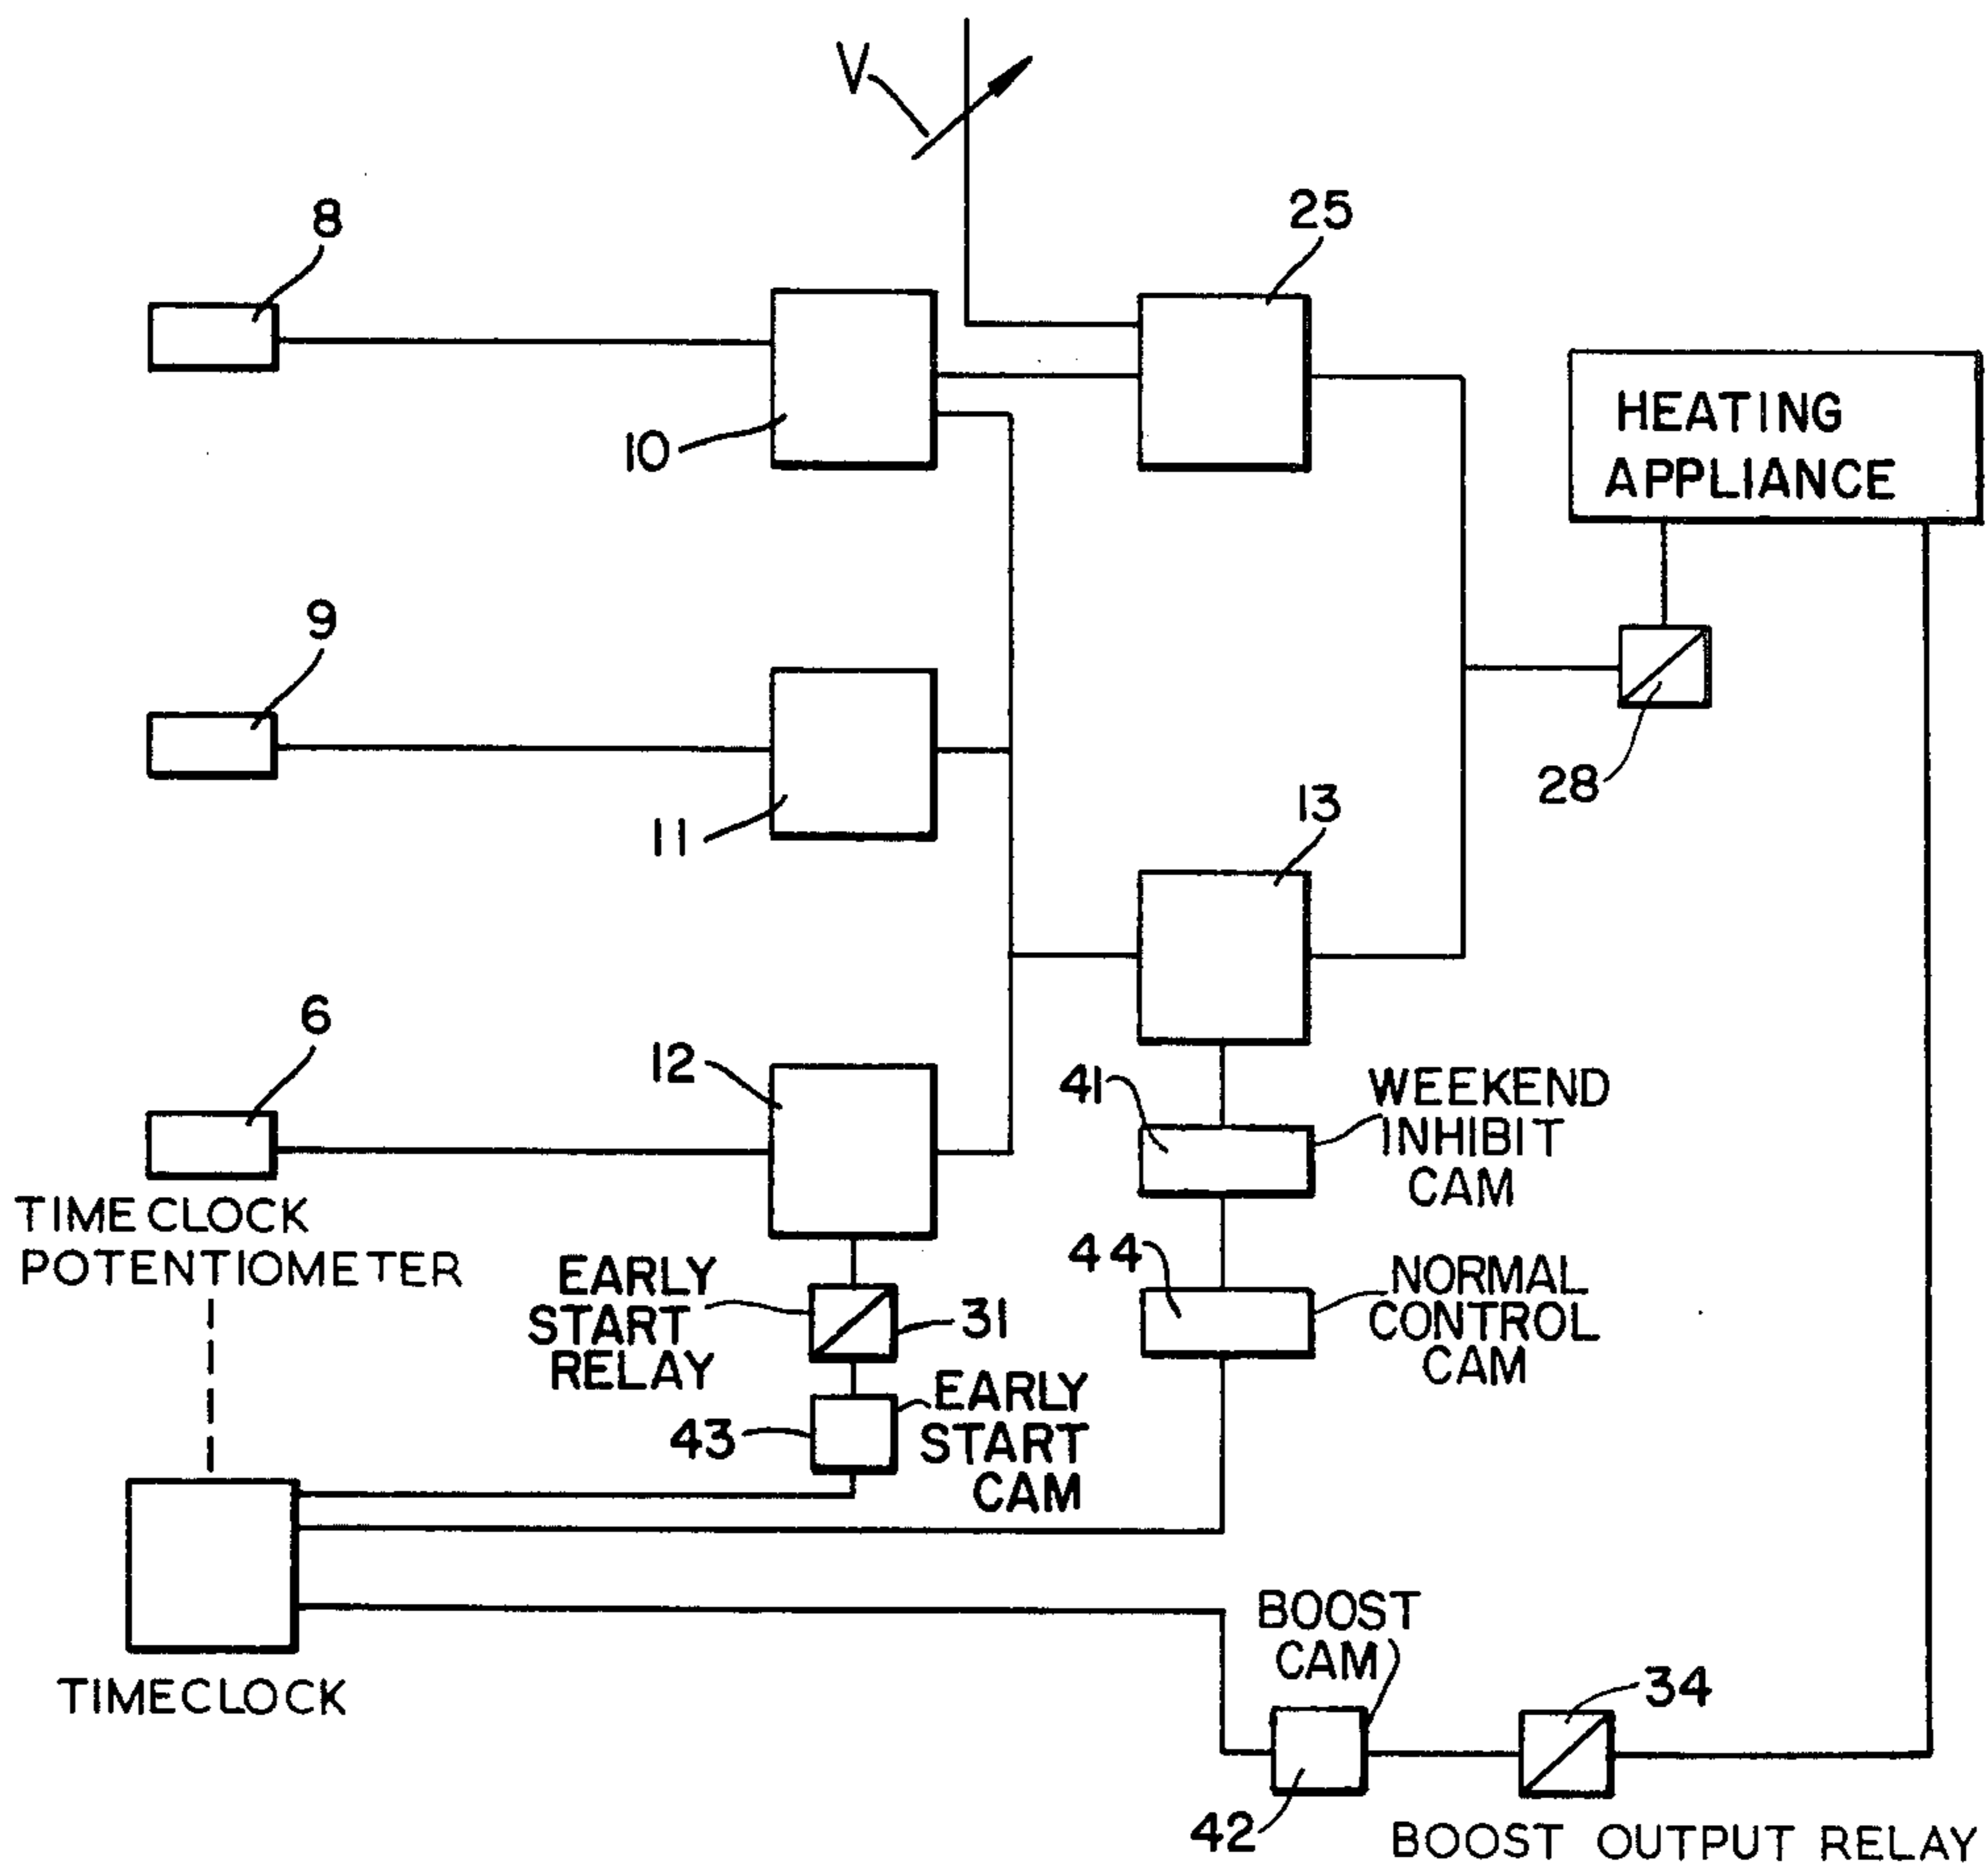 V
8
25
10
HEATING
APPLIANCE
9
28
11
13
6
12
41
WEEKEND
INHIBIT
CAM
TIME CLOCK
POTENTIOMETER
EARLY
START
RELAY
31
44
NORMAL
CONTROL
CAM
43
EARLY
START
CAM
TIMECLOCK
BOOST
CAM
34
42
BOOST OUTPUT RELAY